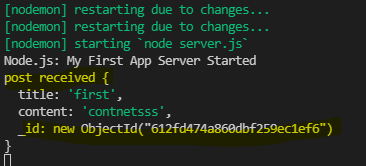 [nodemon] restarting due to changes...
[nodemon] restarting due to changes...
[nodemon] starting `node server.js`
Node.js: My First App Server Started
post received {
  title: 'first',
  content: 'contnetsss',
  _id: new ObjectId("612fd474a860dbf259ec1ef6")
}